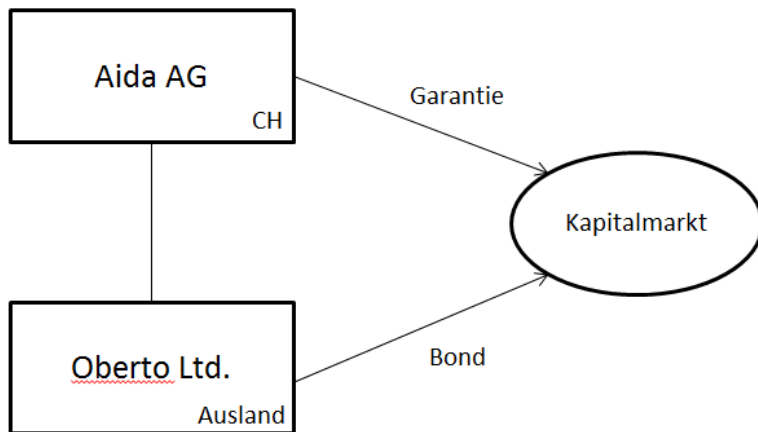 Aida AG
CH
Garantie
Kapitalmarkt
Oberto Ltd.
Ausland
Bond